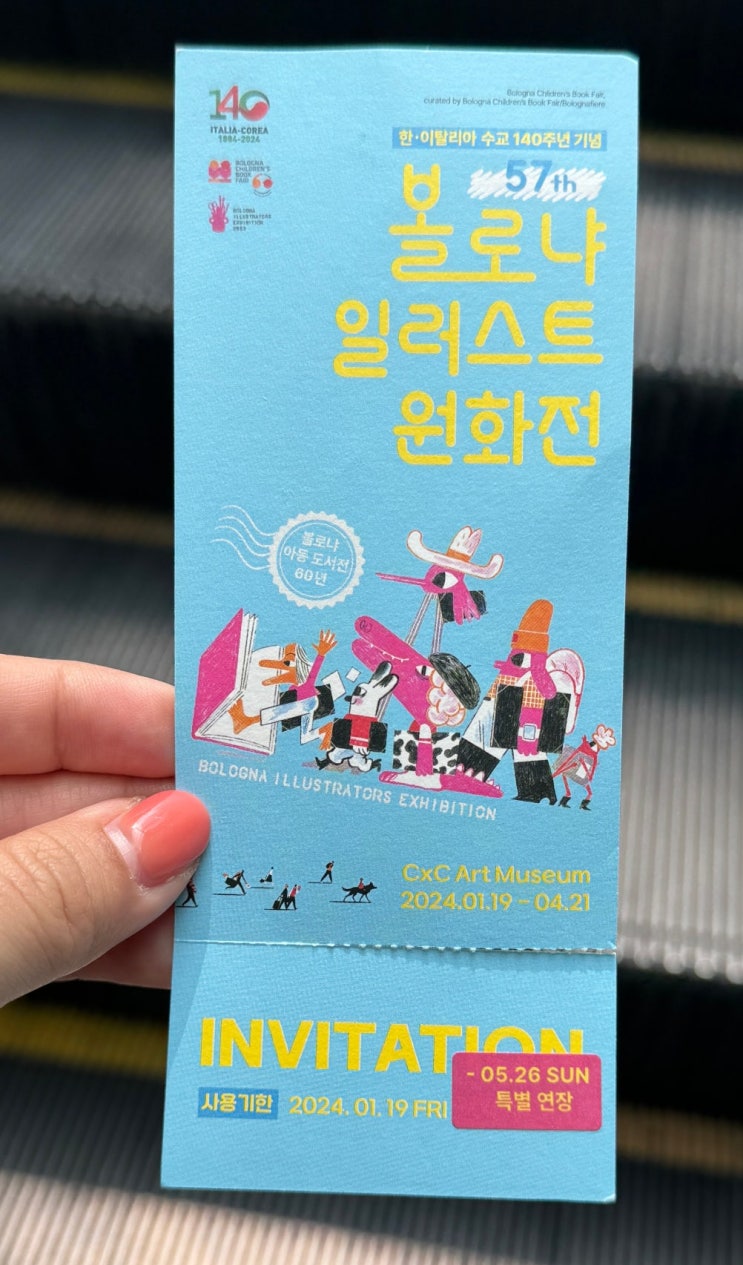 140
ITALIA-COREA
1884-2024
BOLOGNA
CHILDREN'S
BOOK
FAIR
BOLOGNA
ILLUSTRATORS
EXHIBITION
2023
Bologna Children's Book Fair,
curated by Bologna Children's Book Fair/Bolognafiere
한·이탈리아 수교 140주년 기념
57th
볼로냐
일러스트
원화전
볼로냐
아동 도서전
60년
BOLOGNA ILLUSTRATORS EXHIBITION
CxC Art Museum
2024.01.19 - 04.21
INVITATION
사용기한 2024. 01. 19 FRI
- 05.26 SUN
특별 연장